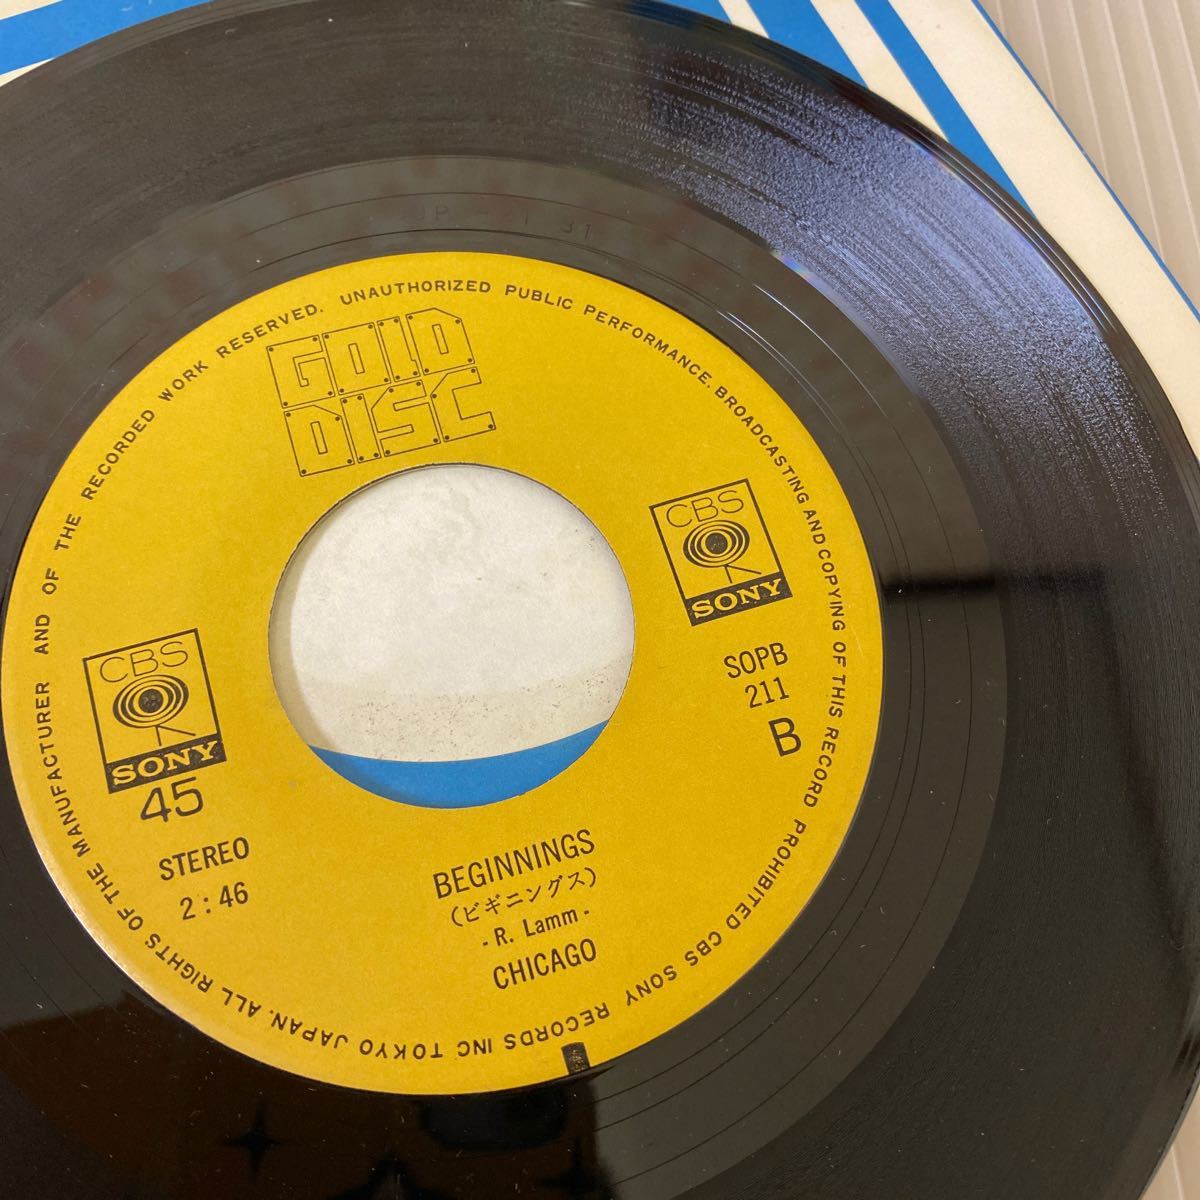 GOLD
DISC
ALL RIGHTS OF THE MANUFACTURER AND OF THE RECORDED WORK RESERVED. UNAUTHORIZED PUBLIC PERFORMANCE. BROADCASTING AND COPYING OF THIS RECORD PROHIBITED CBS SONY RECORDS INC TOKYO JAPAN.
CBS
SONY
CBS
SONY
45
STEREO
2:46
SOPB
211
B
BEGINNINGS
(ビギニングス)
- R. Lamm -
CHICAGO